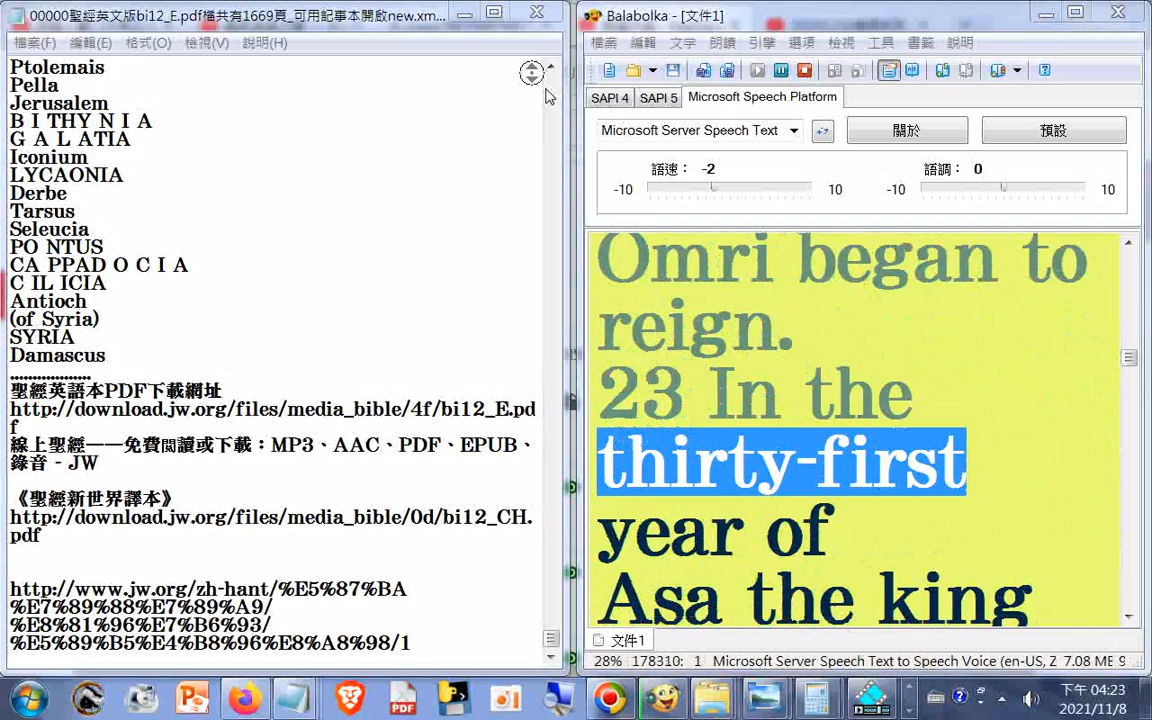 00000聖經英文版bi12_E.pdf檔共有1669頁_可用記事本開啟new.xm...
檔案(F) 編輯(E) 格式(O) 檢視(V) 說明(H)
Ptolemais
Pella
Jerusalem
B I THY N I A
G A L ATIA
Iconium
LYCAONIA
Derbe
Tarsus
Seleucia
PO NTUS
CA PPAD O C I A
C IL ICIA
Antioch
(of Syria)
SYRIA
Damascus
..................
聖經英語本PDF下載網址
http://download.jw.org/files/media_bible/4f/bi12_E.pd
f
線上聖經——免費閱讀或下載：MP3、AAC、PDF、EPUB、
錄音 - JW
《聖經新世界譯本》
http://download.jw.org/files/media_bible/0d/bi12_CH.
pdf
http://www.jw.org/zh-hant/%E5%87%BA
%E7%89%88%E7%89%A9/
%E8%81%96%E7%B6%93/
%E5%89%B5%E4%B8%96%E8%A8%98/1
Balabolka - [文件1]
檔案 編輯 文字 朗讀 引擎 選項 檢視 工具 書籤 說明
SAPI 4 SAPI 5 Microsoft Speech Platform
Microsoft Server Speech Text 關於 預設
語速： -2 語調： 0
-10 10 -10 10
Omri began to
reign.
23 In the
thirty-first
year of
Asa the king
文件1
28% 178310: 1 Microsoft Server Speech Text to Speech Voice (en-US, Z 7.08 MB 9
PDF
下午 04:23
2021/11/8